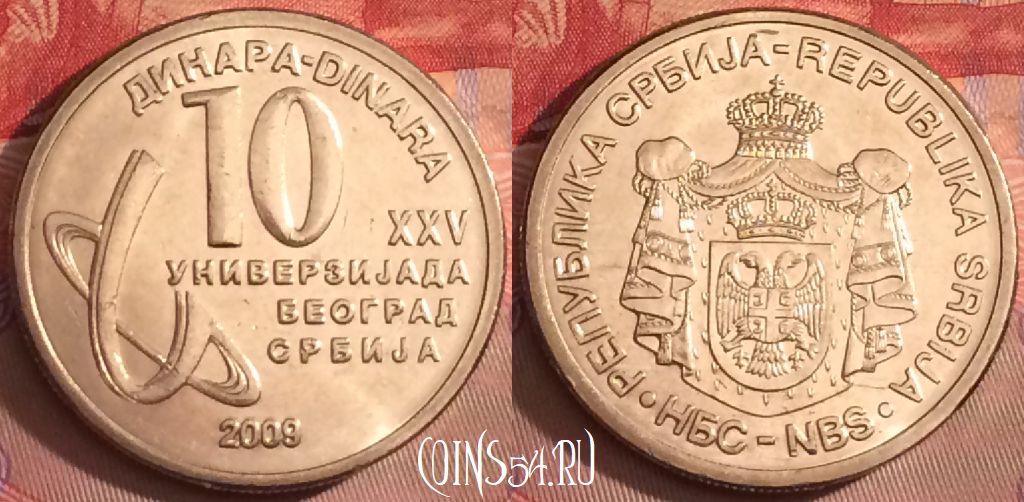 ДИНАРА-DINARA
10
XXV
УНИВЕРЗИЈАДА
БЕОГРАД
СРБИЈА
2009
РЕПУБЛИКА СРБИЈА-REPUBLIKA SRBIJA
· НБС - NBS ·
COINS54.RU